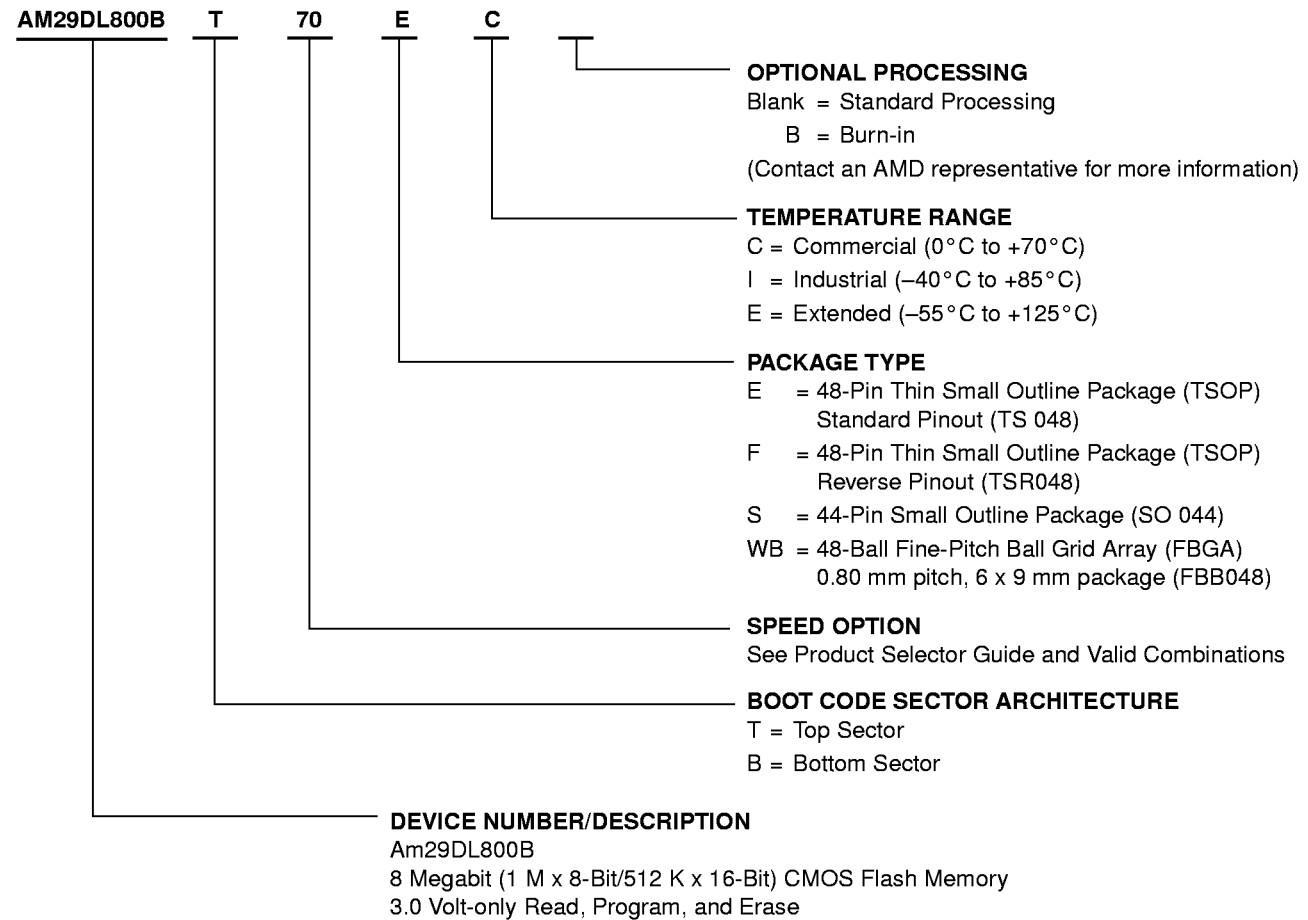 AM29DL800B T 70 E C
OPTIONAL PROCESSING
Blank = Standard Processing
B = Burn-in
(Contact an AMD representative for more information)
TEMPERATURE RANGE
C = Commercial (0°C to +70°C)
I = Industrial (–40°C to +85°C)
E = Extended (–55°C to +125°C)
PACKAGE TYPE
E = 48-Pin Thin Small Outline Package (TSOP)
Standard Pinout (TS 048)
F = 48-Pin Thin Small Outline Package (TSOP)
Reverse Pinout (TSR048)
S = 44-Pin Small Outline Package (SO 044)
WB = 48-Ball Fine-Pitch Ball Grid Array (FBGA)
0.80 mm pitch, 6 x 9 mm package (FBB048)
SPEED OPTION
See Product Selector Guide and Valid Combinations
BOOT CODE SECTOR ARCHITECTURE
T = Top Sector
B = Bottom Sector
DEVICE NUMBER/DESCRIPTION
Am29DL800B
8 Megabit (1 M x 8-Bit/512 K x 16-Bit) CMOS Flash Memory
3.0 Volt-only Read, Program, and Erase